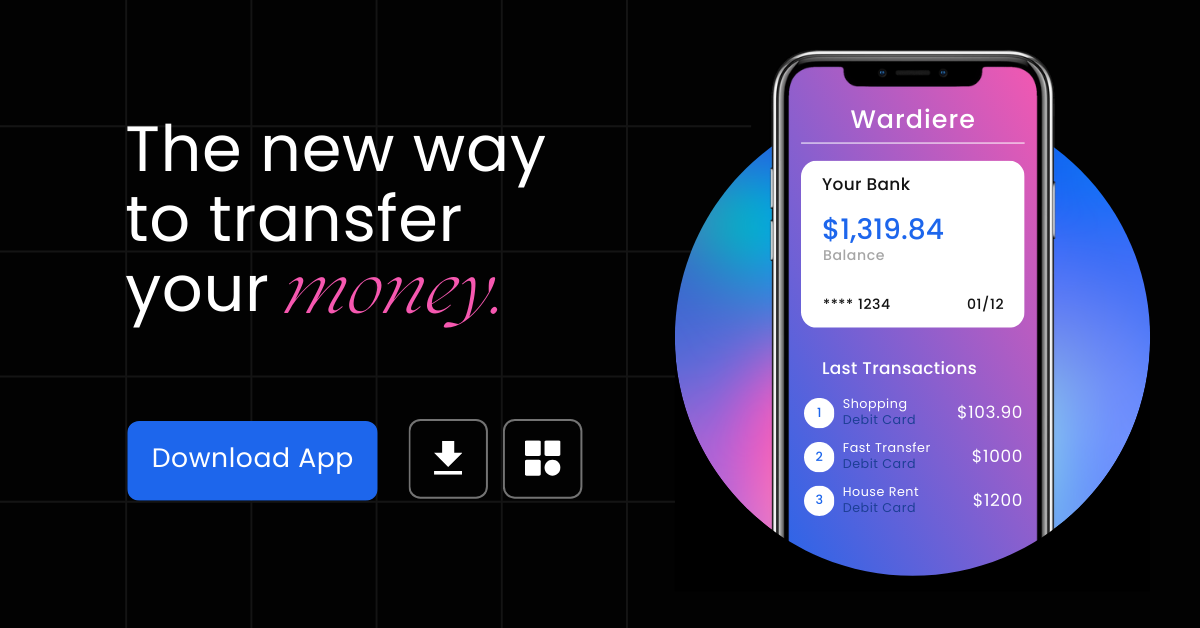 The new way
to transfer
your money.
Download App
Wardiere
Your Bank
$1,319.84
Balance
**** 1234 01/12
Last Transactions
1 Shopping $103.90
Debit Card
2 Fast Transfer $1000
Debit Card
3 House Rent $1200
Debit Card